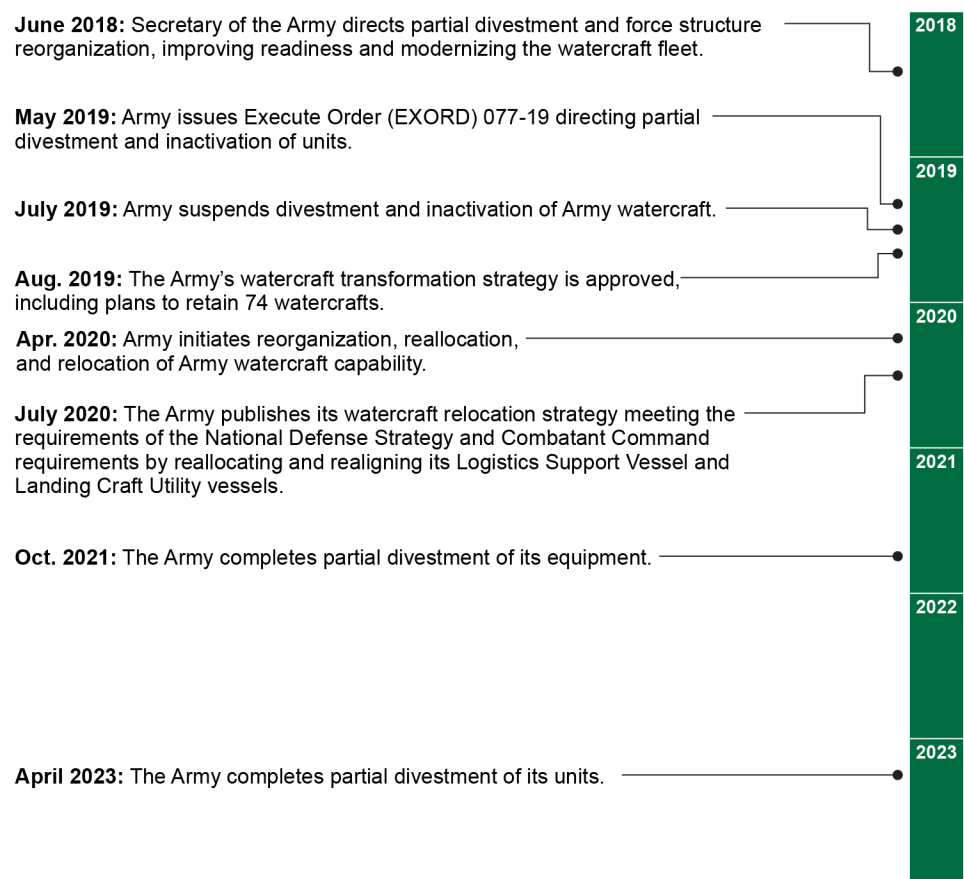 June 2018: Secretary of the Army directs partial divestment and force structure
reorganization, improving readiness and modernizing the watercraft fleet.
2018
May 2019: Army issues Execute Order (EXORD) 077-19 directing partial
divestment and inactivation of units.
2019
July 2019: Army suspends divestment and inactivation of Army watercraft.
Aug. 2019: The Army’s watercraft transformation strategy is approved,
including plans to retain 74 watercrafts.
2020
Apr. 2020: Army initiates reorganization, reallocation,
and relocation of Army watercraft capability.
July 2020: The Army publishes its watercraft relocation strategy meeting the
requirements of the National Defense Strategy and Combatant Command
requirements by reallocating and realigning its Logistics Support Vessel and
Landing Craft Utility vessels.
2021
Oct. 2021: The Army completes partial divestment of its equipment.
2022
2023
April 2023: The Army completes partial divestment of its units.